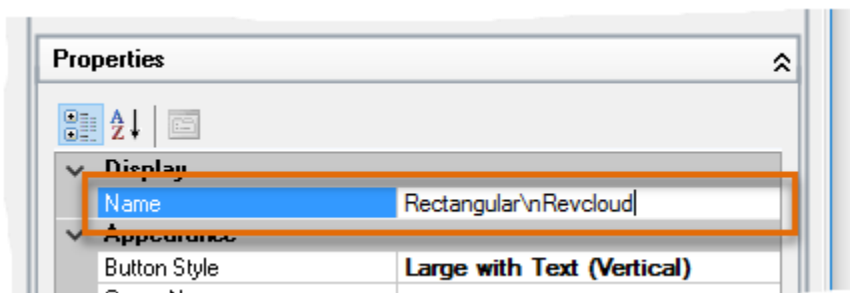 Properties
A
Z
Display
Name Rectangular\nRevcloud
Appearance
Button Style Large with Text (Vertical)